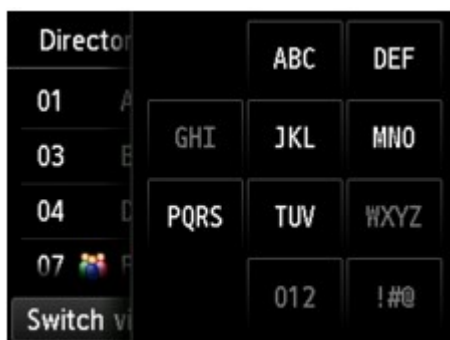 Director
ABC DEF
01 A
GHI JKL MNO
03
04
PQRS TUV WXYZ
07
012 !#@
Switch vi